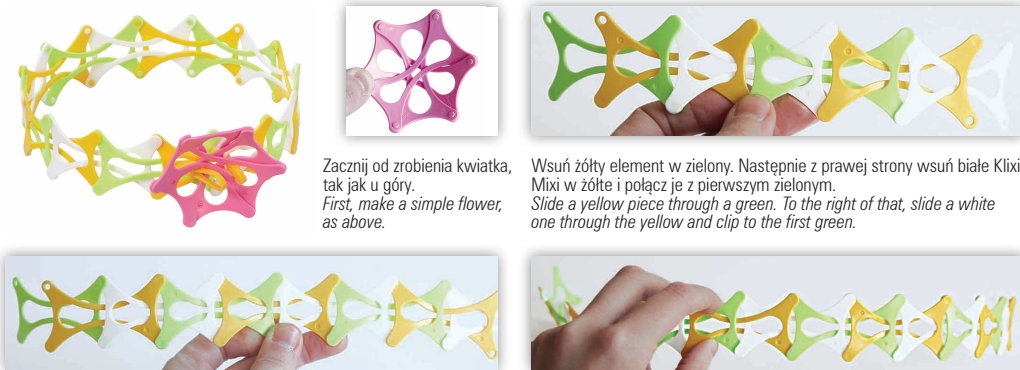 Zacznij od zrobienia kwiatka,
tak jak u góry.
First, make a simple flower,
as above.
Wsuń żółty element w zielony. Następnie z prawej strony wsuń białe Klixi
Mixi w żółte i połącz je z pierwszym zielonym.
Slide a yellow piece through a green. To the right of that, slide a white
one through the yellow and clip to the first green.